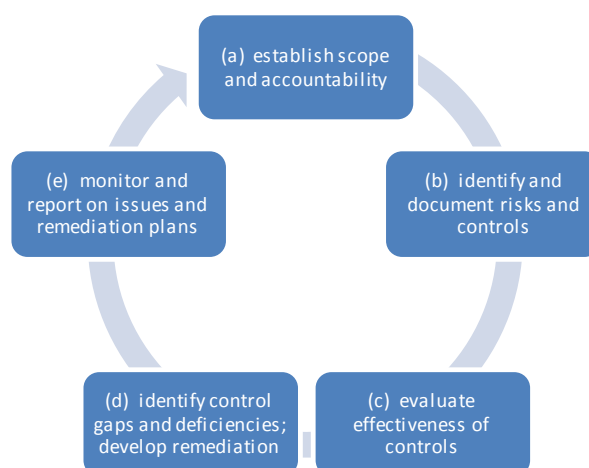 (a) establish scope
and accountability
(b) identify and
document risks and
controls
(c) evaluate
effectiveness of
controls
(d) identify control
gaps and deficiencies;
develop remediation
(e) monitor and
report on issues and
remediation plans